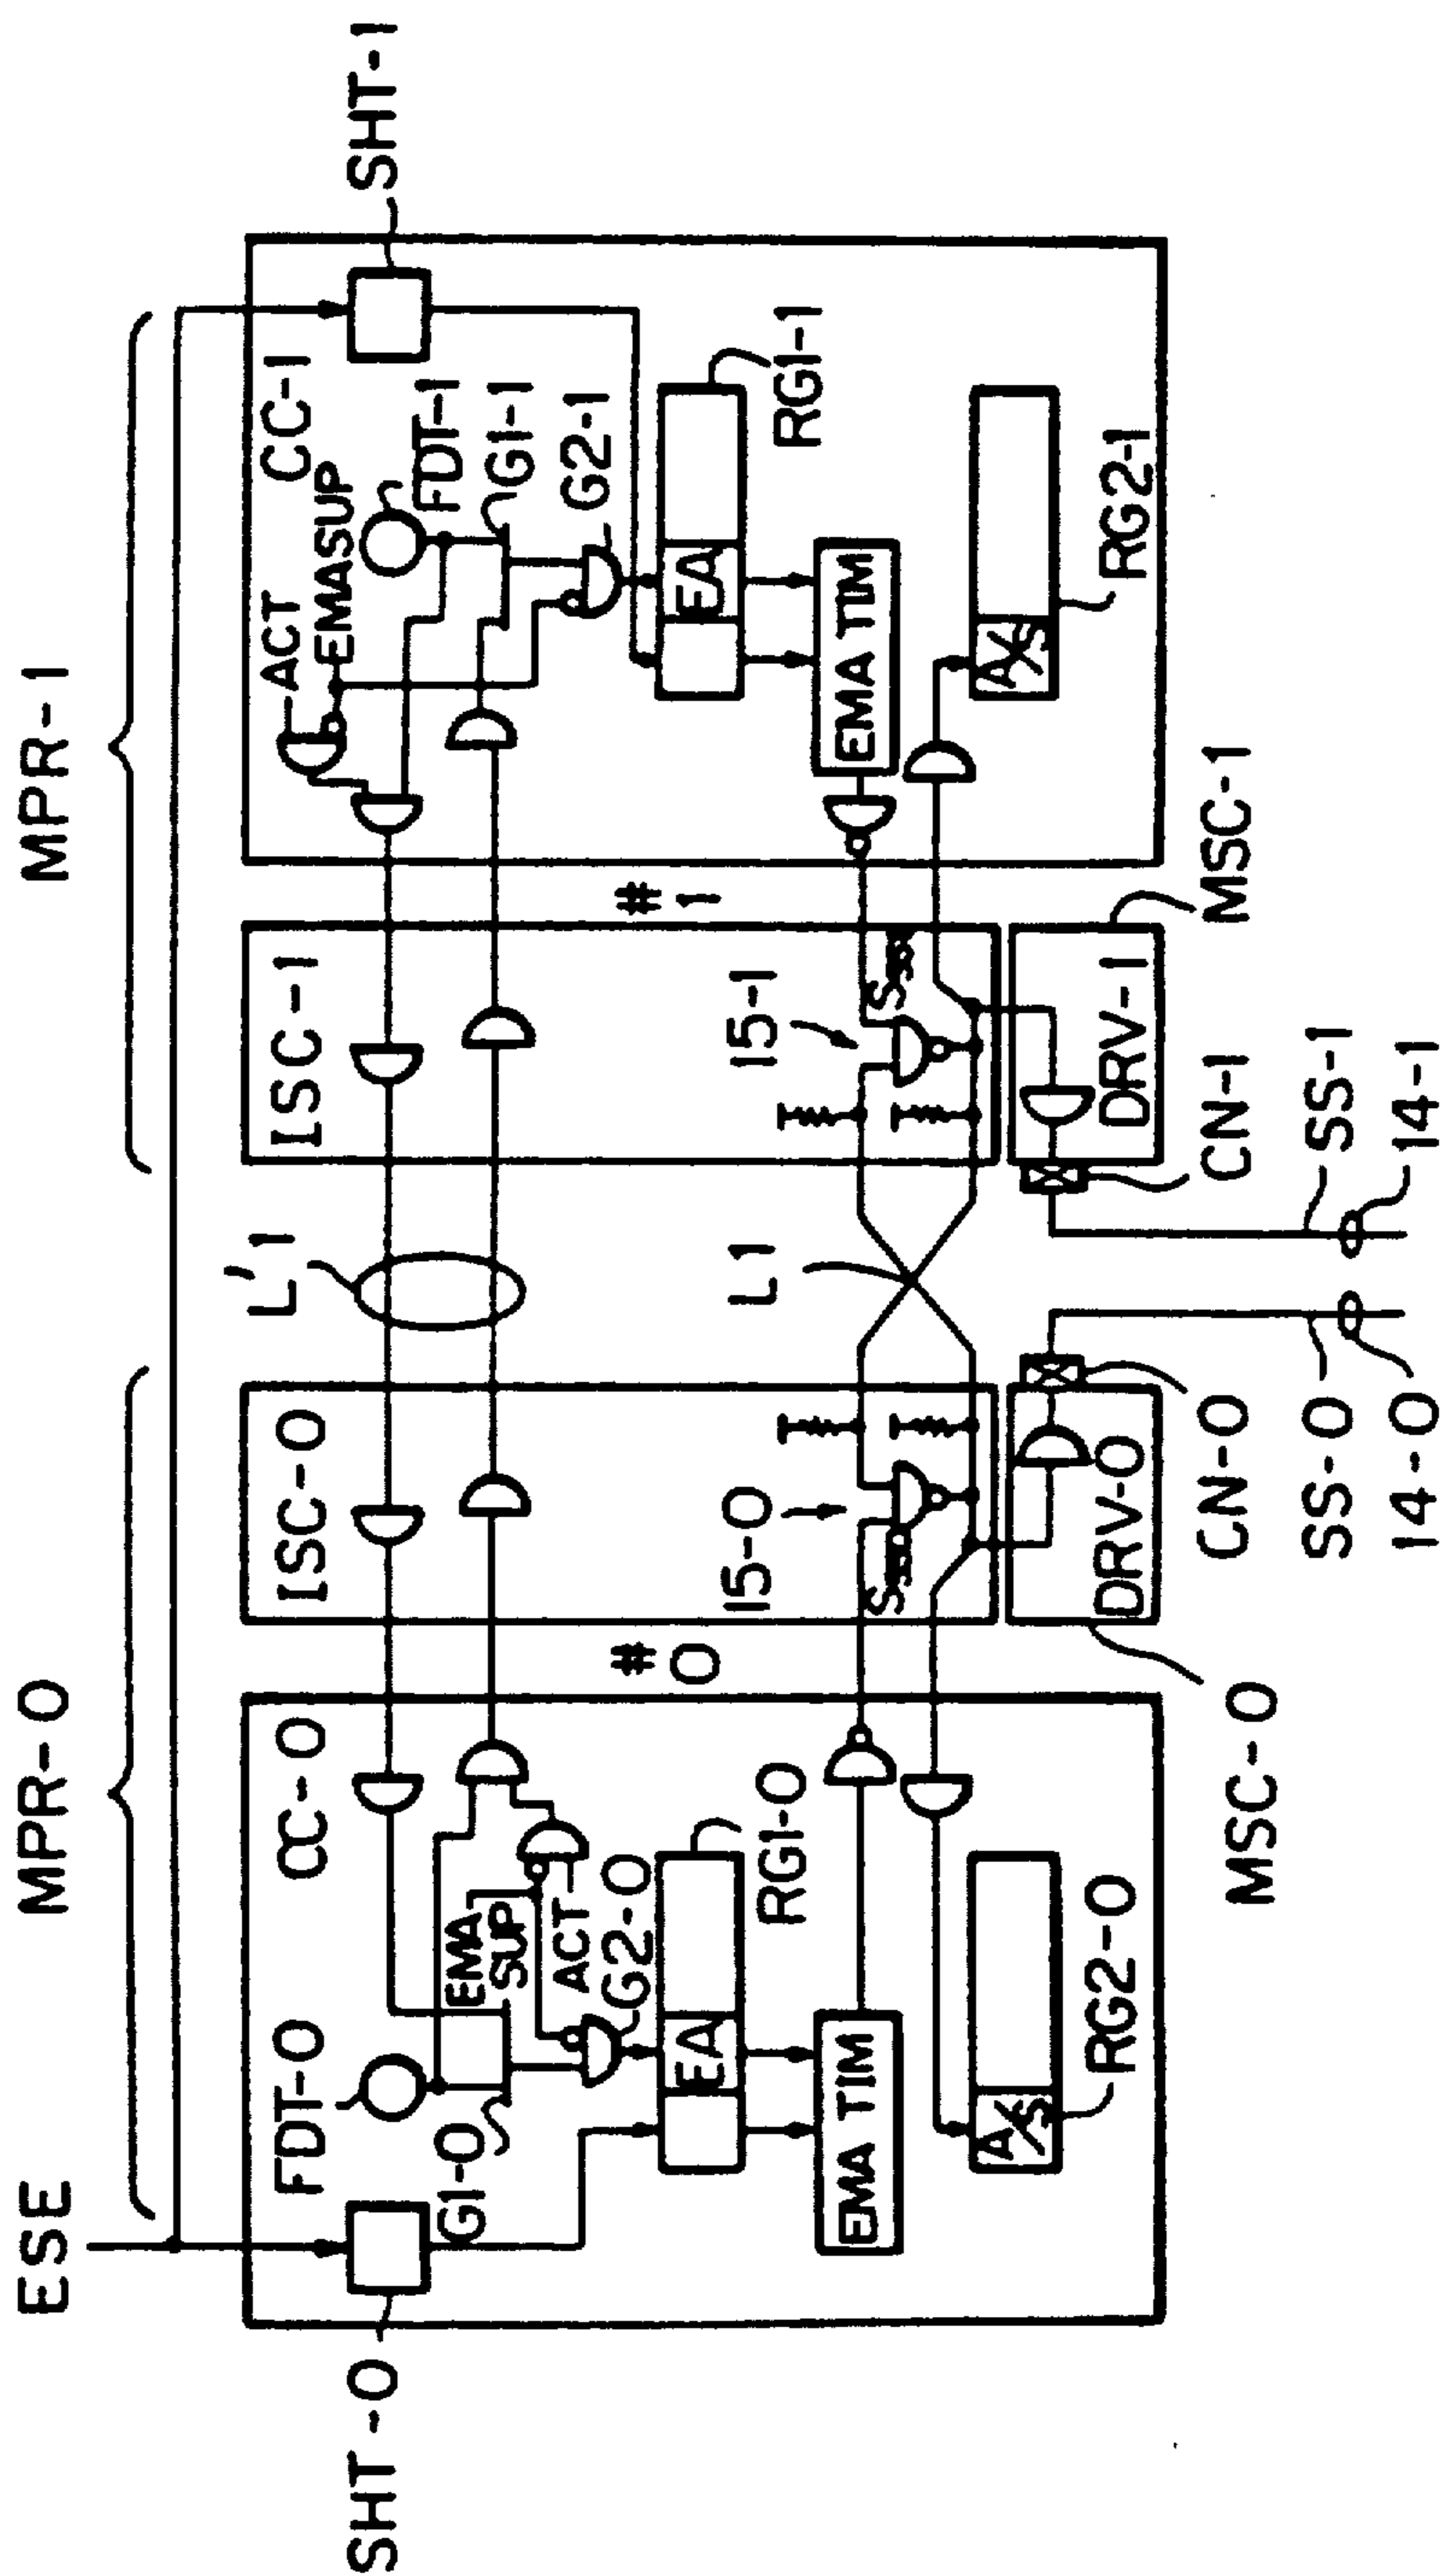 ESE
MPR-0
MPR-1
SHT-0
FDT-0
CC-0
ISC-0
L'1
ISC-1
CC-1
SHT-1
G1-0
EMA
SUP
ACT
G2-0
ACT
EMASUP
FDT-1
G1-1
G2-1
#0
#1
EA
RG1-0
15-0
L1
15-1
EA
RG1-1
EMA TIM
EMA TIM
A/S
RG2-0
DRV-0
DRV-1
A/S
RG2-1
MSC-0
CN-0
CN-1
MSC-1
SS-0
SS-1
14-0
14-1